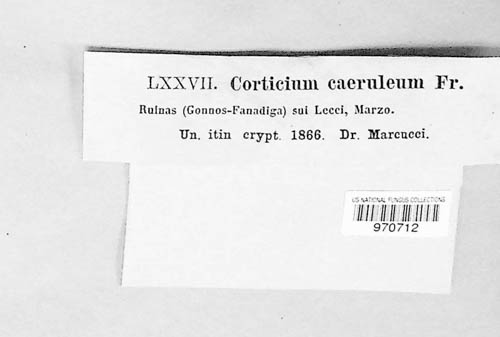 LXXVII. Corticium caeruleum Fr.
Ruinas (Gonnos-Fanadiga) sui Lecci, Marzo.
Un. itin crypt. 1866. Dr. Marcucci.
US NATIONAL FUNGUS COLLECTIONS
970712